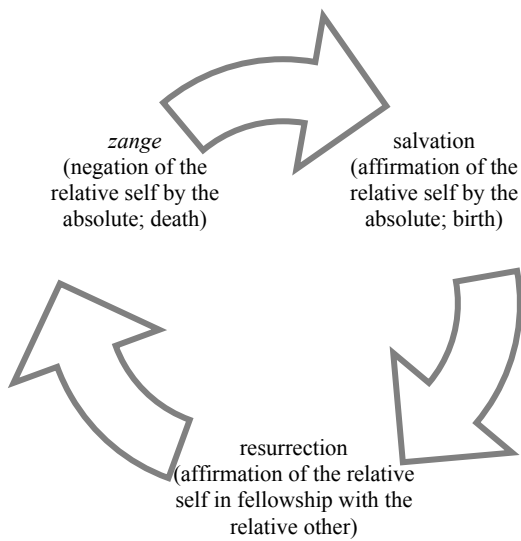 zange
(negation of the
relative self by the
absolute; death)
salvation
(affirmation of the
relative self by the
absolute; birth)
resurrection
(affirmation of the relative
self in fellowship with the
relative other)